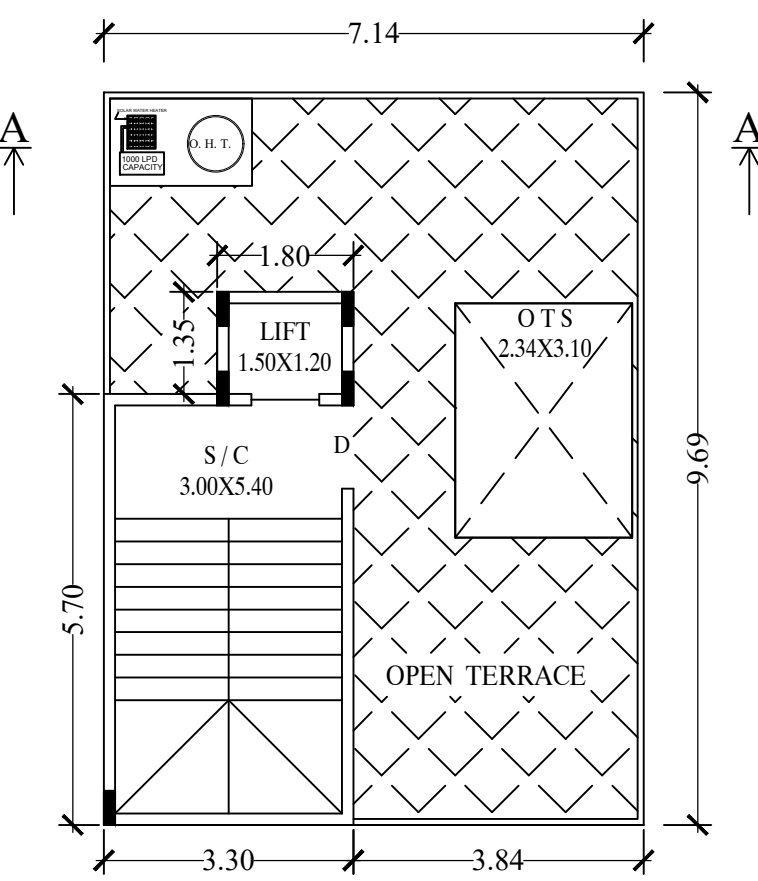 7.14
A
A
SOLAR WATER HEATER
1000 LPD
CAPACITY
O. H. T.
1.80
1.35
LIFT
1.50X1.20
O T S
2.34X3.10
S / C
3.00X5.40
D
9.69
5.70
OPEN TERRACE
3.30
3.84